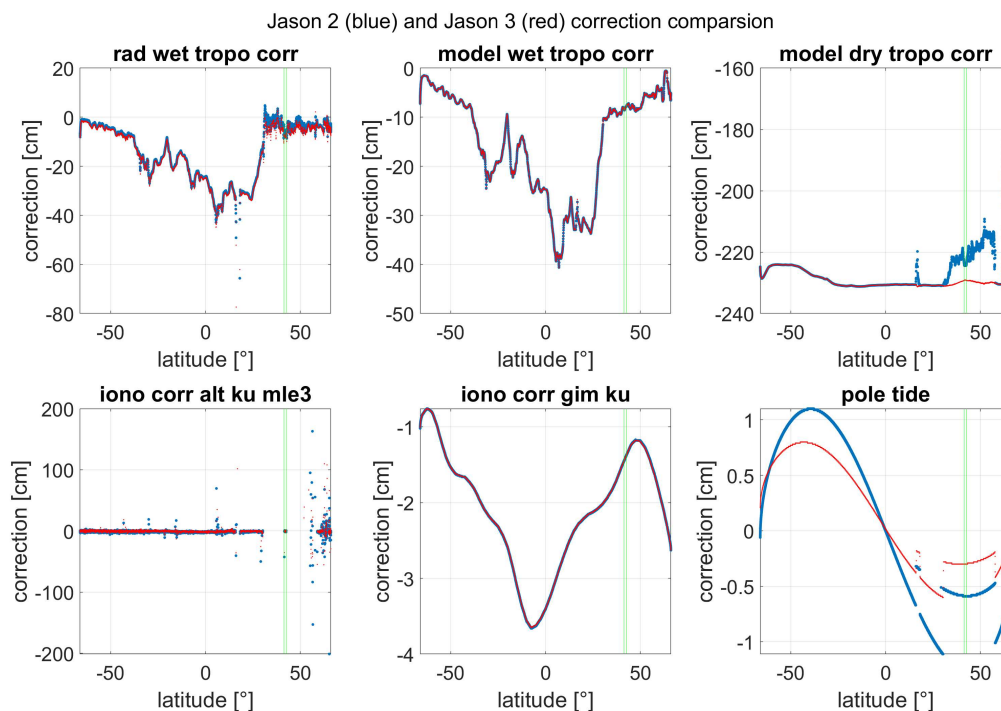 Jason 2 (blue) and Jason 3 (red) correction comparsion
rad wet tropo corr
model wet tropo corr
model dry tropo corr
20
0
-20
-40
-60
-80
correction [cm]
-50
0
50
latitude [°]
0
-10
-20
-30
-40
-50
correction [cm]
-50
0
50
latitude [°]
-160
-180
-200
-220
-240
correction [cm]
-50
0
50
latitude [°]
iono corr alt ku mle3
iono corr gim ku
pole tide
200
100
0
-100
-200
correction [cm]
-50
0
50
latitude [°]
-1
-2
-3
-4
correction [cm]
-50
0
50
latitude [°]
1
0.5
0
-0.5
-1
correction [cm]
-50
0
50
latitude [°]